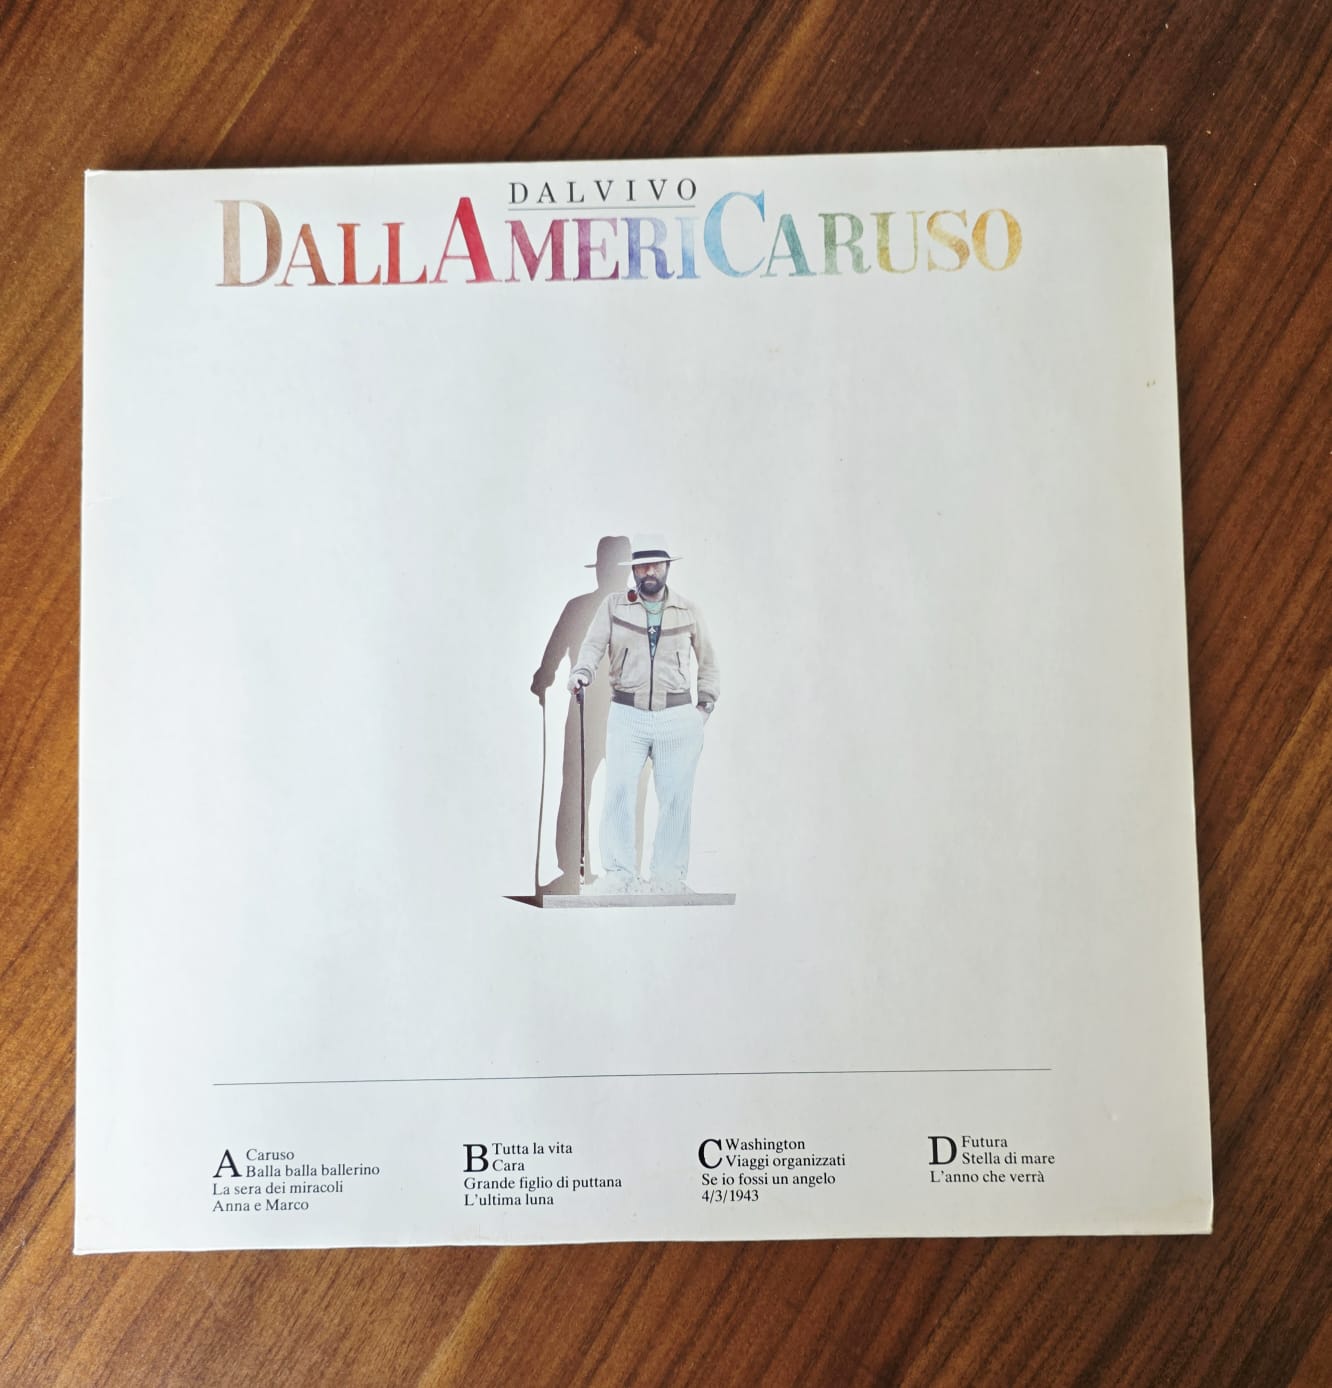 DALVIVO
DALLAMERICARUSO
A Caruso
Balla balla ballerino
La sera dei miracoli
Anna e Marco
B Tutta la vita
Cara
Grande figlio di puttana
L'ultima luna
C Washington
Viaggi organizzati
Se io fossi un angelo
4/3/1943
D Futura
Stella di mare
L'anno che verrà